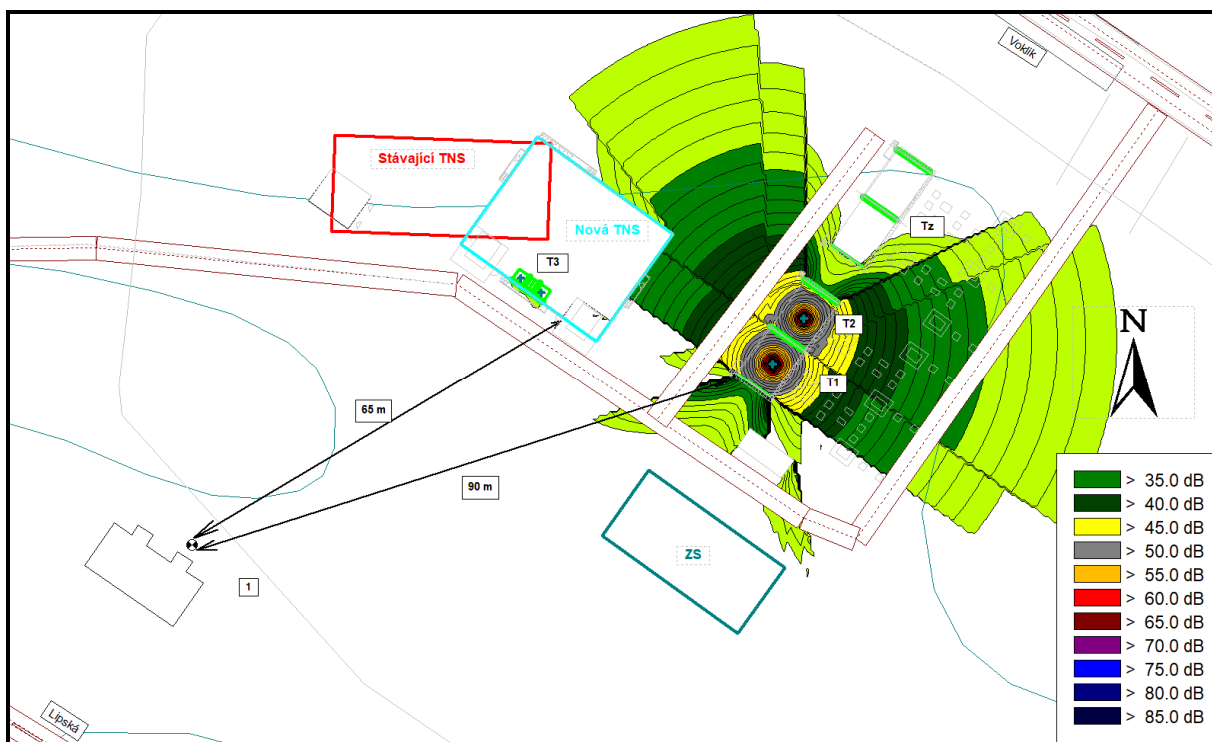 Voklik
Stávající TNS
Tz
Nová TNS
T3
N
T2
T1
65 m
90 m
ZS
1
Lipská
> 35.0 dB
> 40.0 dB
> 45.0 dB
> 50.0 dB
> 55.0 dB
> 60.0 dB
> 65.0 dB
> 70.0 dB
> 75.0 dB
> 80.0 dB
> 85.0 dB